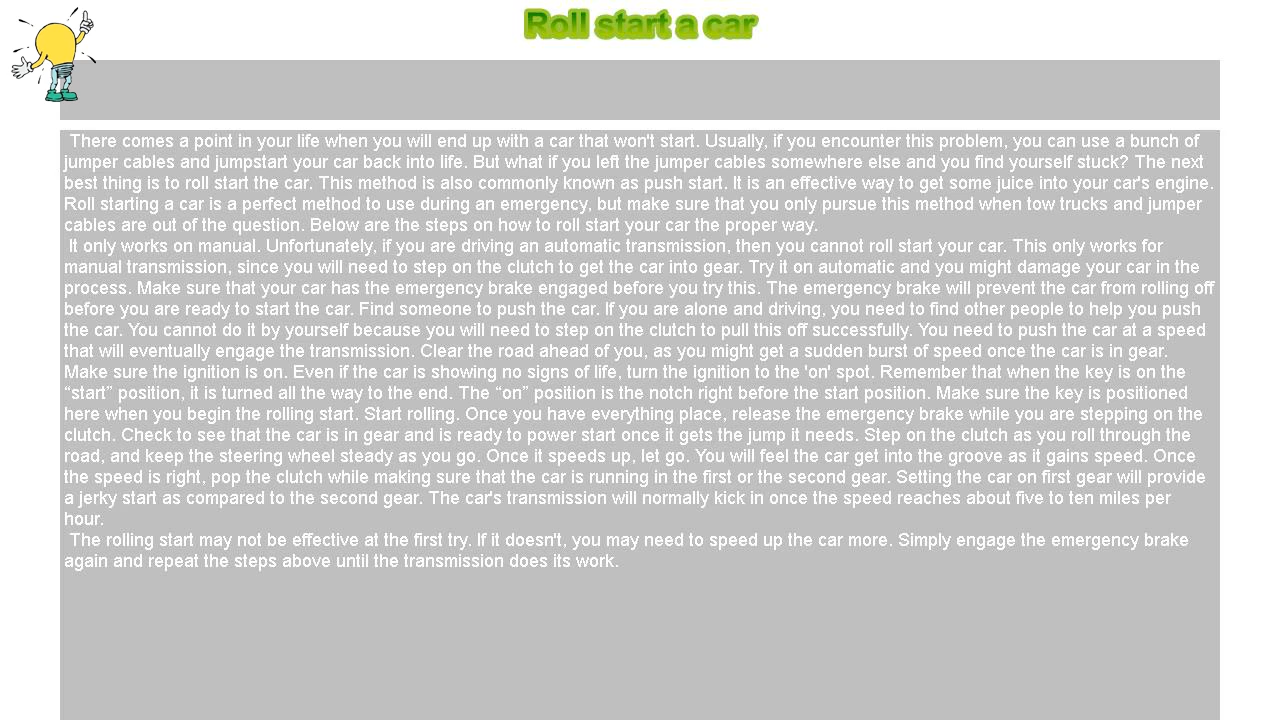 Roll start a car
There comes a point in your life when you will end up with a car that won't start. Usually, if you encounter this problem, you can use a bunch of
jumper cables and jumpstart your car back into life. But what if you left the jumper cables somewhere else and you find yourself stuck? The next
best thing is to roll start the car. This method is also commonly known as push start. It is an effective way to get some juice into your car's engine.
Roll starting a car is a perfect method to use during an emergency, but make sure that you only pursue this method when tow trucks and jumper
cables are out of the question. Below are the steps on how to roll start your car the proper way.
It only works on manual. Unfortunately, if you are driving an automatic transmission, then you cannot roll start your car. This only works for
manual transmission, since you will need to step on the clutch to get the car into gear. Try it on automatic and you might damage your car in the
process. Make sure that your car has the emergency brake engaged before you try this. The emergency brake will prevent the car from rolling off
before you are ready to start the car. Find someone to push the car. If you are alone and driving, you need to find other people to help you push
the car. You cannot do it by yourself because you will need to step on the clutch to pull this off successfully. You need to push the car at a speed
that will eventually engage the transmission. Clear the road ahead of you, as you might get a sudden burst of speed once the car is in gear.
Make sure the ignition is on. Even if the car is showing no signs of life, turn the ignition to the 'on' spot. Remember that when the key is on the
“start” position, it is turned all the way to the end. The “on” position is the notch right before the start position. Make sure the key is positioned
here when you begin the rolling start. Start rolling. Once you have everything place, release the emergency brake while you are stepping on the
clutch. Check to see that the car is in gear and is ready to power start once it gets the jump it needs. Step on the clutch as you roll through the
road, and keep the steering wheel steady as you go. Once it speeds up, let go. You will feel the car get into the groove as it gains speed. Once
the speed is right, pop the clutch while making sure that the car is running in the first or the second gear. Setting the car on first gear will provide
a jerky start as compared to the second gear. The car's transmission will normally kick in once the speed reaches about five to ten miles per
hour.
The rolling start may not be effective at the first try. If it doesn't, you may need to speed up the car more. Simply engage the emergency brake
again and repeat the steps above until the transmission does its work.